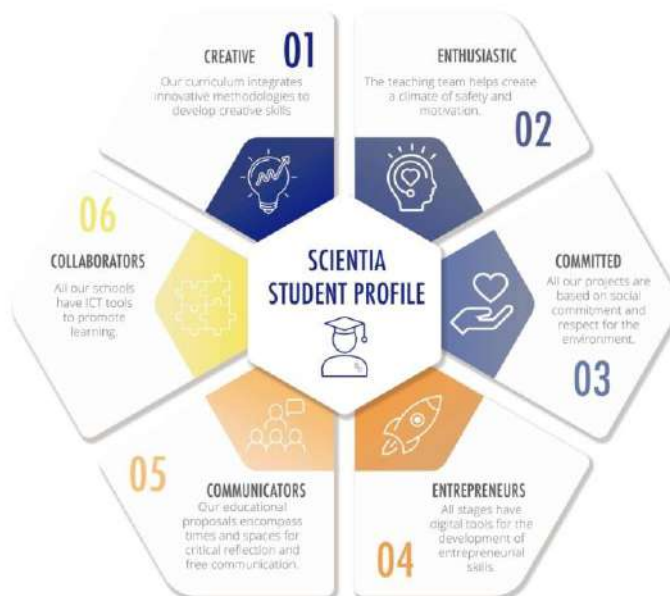 SCIENTIA
STUDENT PROFILE
CREATIVE
01
Our curriculum integrates
innovative methodologies to
develop creative skills
ENTHUSIASTIC
The teaching team helps create
a climate of safety and
motivation.
02
COMMITTED
All our projects are
based on social
commitment and
respect for the
environment.
03
ENTREPRENEURS
All stages have
digital tools for the
development of
entrepreneurial
skills.
04
05
COMMUNICATORS
Our educational
proposals encompass
times and spaces for
critical reflection and
free communication.
06
COLLABORATORS
All our schools
have ICT tools
to promote
learning.